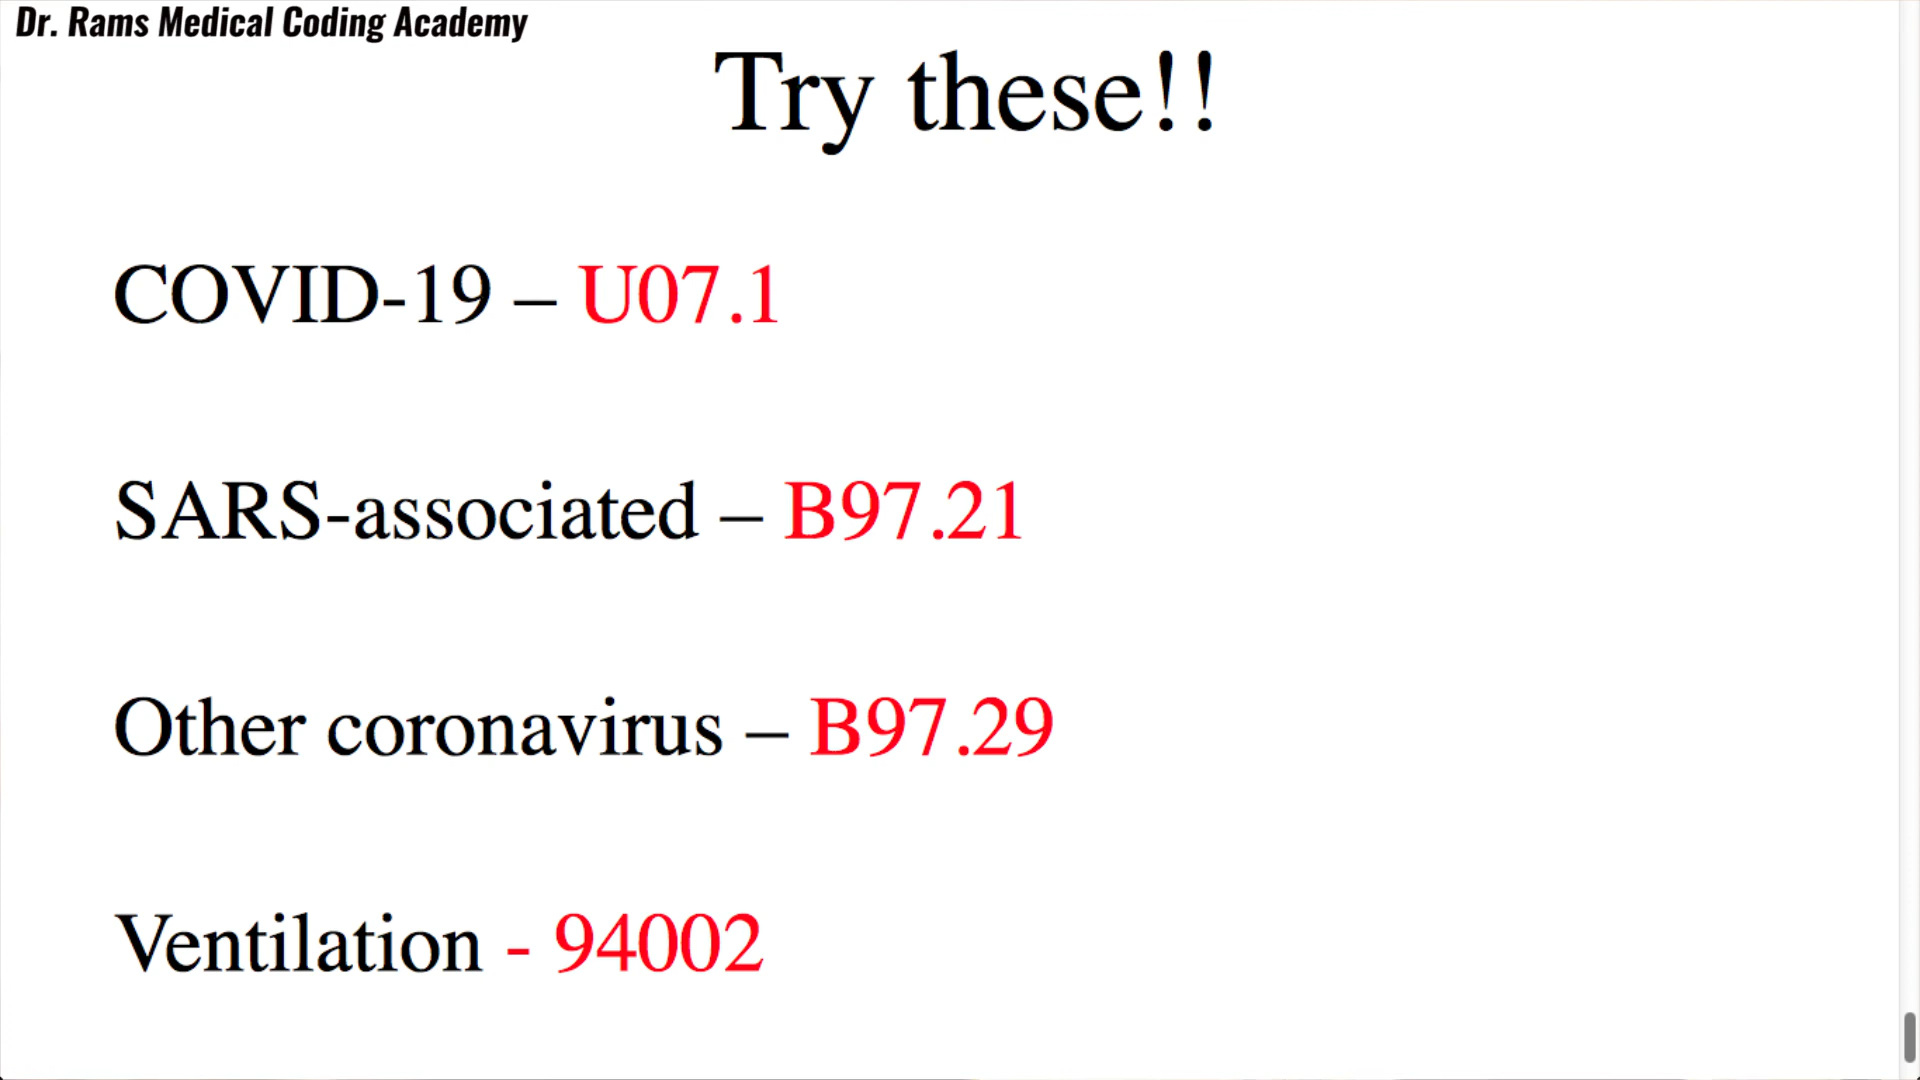 Dr. Rams Medical Coding Academy
Try these!!
COVID-19 – U07.1
SARS-associated – B97.21
Other coronavirus – B97.29
Ventilation - 94002